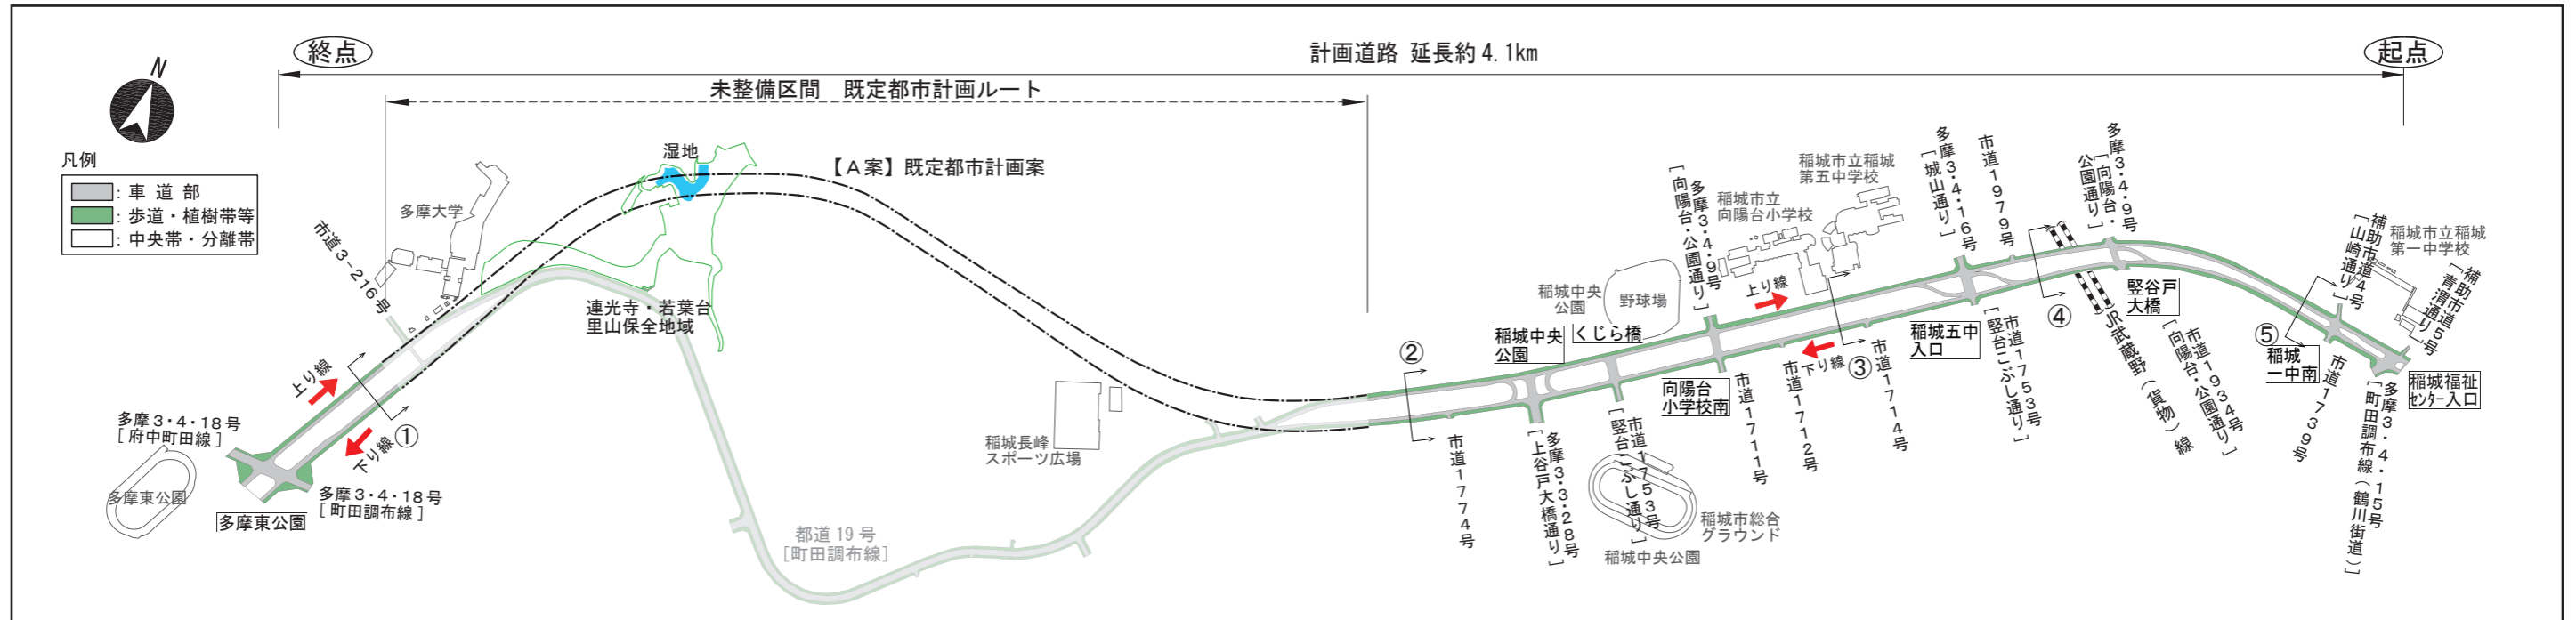 終点
計画道路 延長約 4.1km
起点
未整備区間　既定都市計画ルート
N
凡例
: 車 道 部
: 歩道・植樹帯等
: 中央帯・分離帯
湿地
【A案】既定都市計画案
多摩大学
市道3-216号
連光寺・若葉台
里山保全地域
上り線
下り線
①
多摩3・4・18号
[府中町田線]
多摩東公園
多摩東公園
多摩3・4・18号
[町田調布線]
都道19号
[町田調布線]
稲城長峰
スポーツ広場
②
市道1774号
稲城中央
公園
多摩3・3・28号
[上谷戸大橋通り]
稲城中央
公園
野球場
くじら橋
市道1753号
[竪台こぶし通り]
稲城中央公園
稲城市総合
グラウンド
多摩3・4・9号
[向陽台・公園通り]
向陽台
小学校南
市道1711号
上り線
下り線
市道1712号
稲城市立
向陽台小学校
稲城市立稲城
第五中学校
③
市道1714号
多摩3・4・16号
[城山通り]
稲城五中
入口
市道1753号
[竪台こぶし通り]
市道1979号
④
JR武蔵野(貨物)線
多摩3・4・9号
[向陽台・
公園通り]
竪谷戸
大橋
市道1934号
[向陽台・公園通り]
⑤
稲城
一中南
補助市道4号
[山崎通り]
市道1739号
稲城市立稲城
第一中学校
補助市道5号
[青渭通り]
稲城福祉
センター入口
多摩3・4・15号
[町田調布線(鶴川街道)]